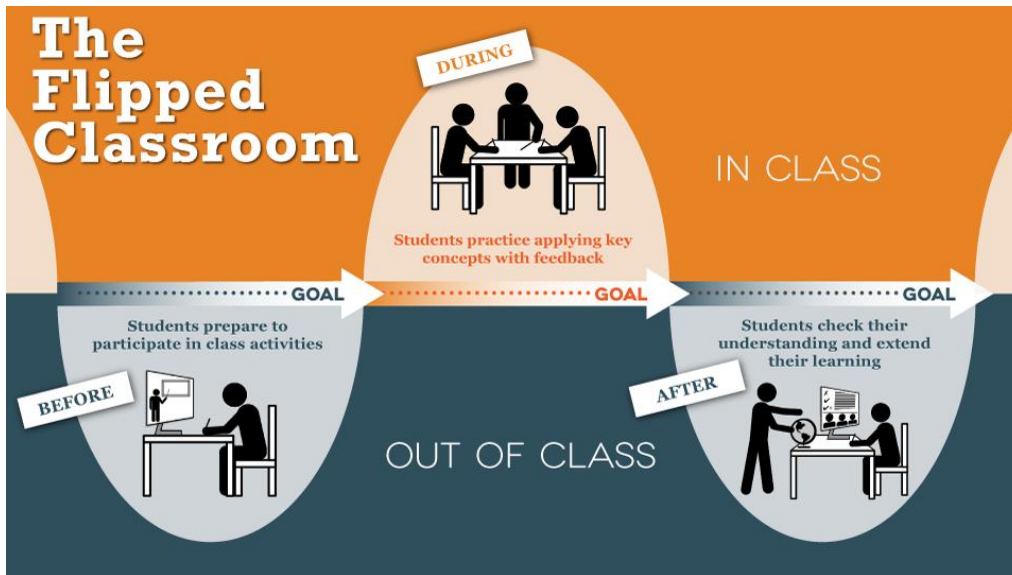 The
Flipped
Classroom
DURING
IN CLASS
Students practice applying key
concepts with feedback
GOAL
GOAL
GOAL
Students prepare to
participate in class activities
BEFORE
OUT OF CLASS
Students check their
understanding and extend
their learning
AFTER